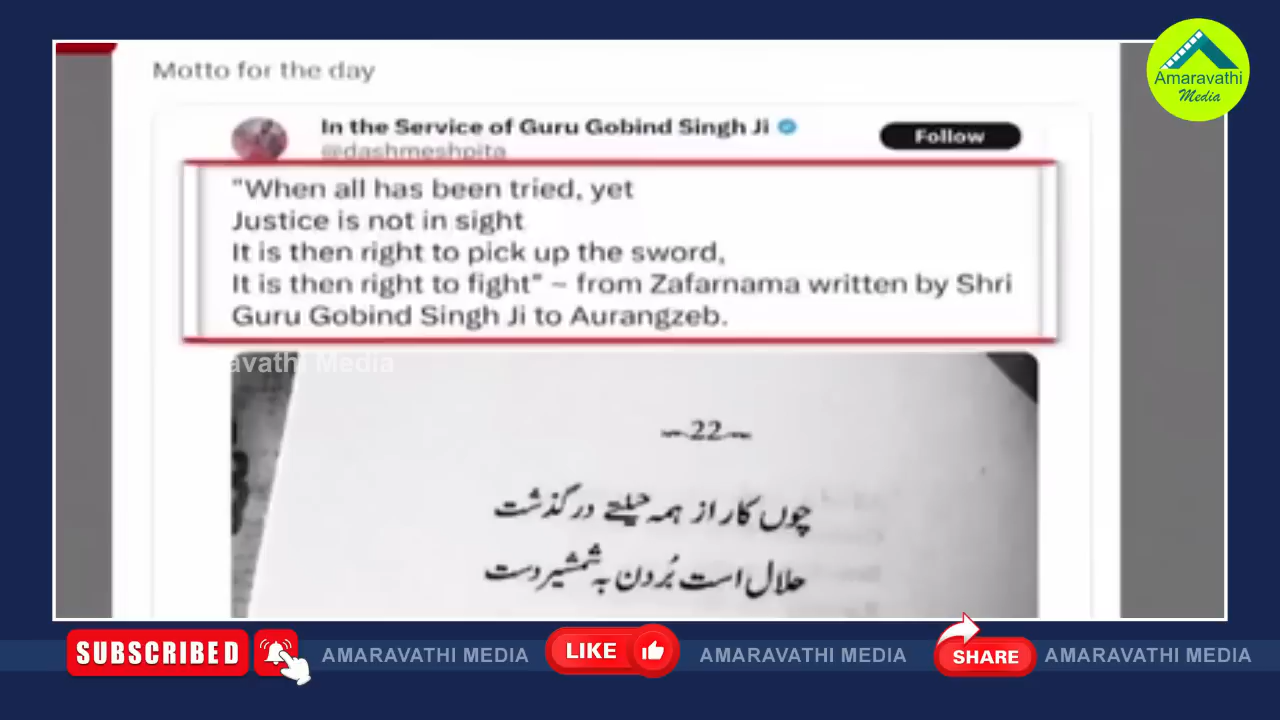 Amaravathi
Media
Motto for the day
In the Service of Guru Gobind Singh Ji
Follow
@dashmeshpita
"When all has been tried, yet
Justice is not in sight
It is then right to pick up the sword,
It is then right to fight" ~ from Zafarnama written by Shri
Guru Gobind Singh Ji to Aurangzeb.
avathi Media
-22-
چوں کار از ہمہ حیلتے در گذشت
حلال است بُردن بہ شمشیر دست
SUBSCRIBED
AMARAVATHI MEDIA
LIKE
AMARAVATHI MEDIA
SHARE
AMARAVATHI MEDIA